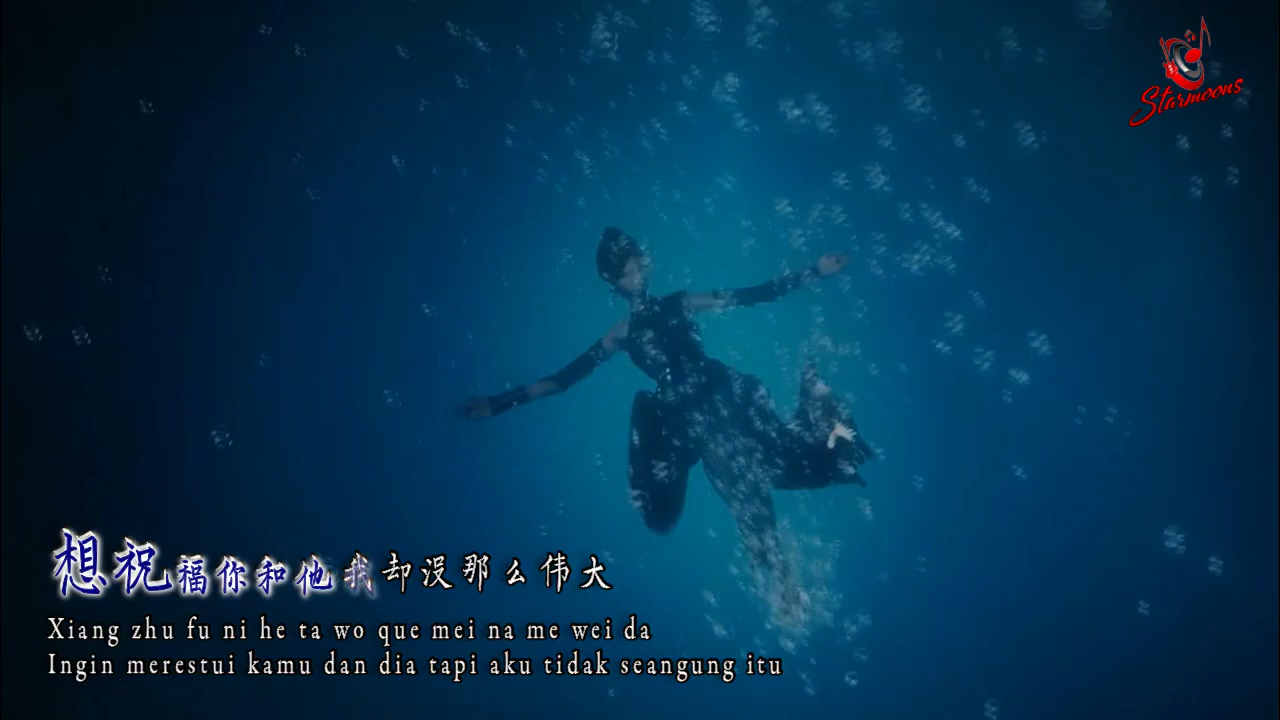 Starmoons
想祝福你和他我却没那么伟大
Xiang zhu fu ni he ta wo que mei na me wei da
Ingin merestui kamu dan dia tapi aku tidak seangung itu